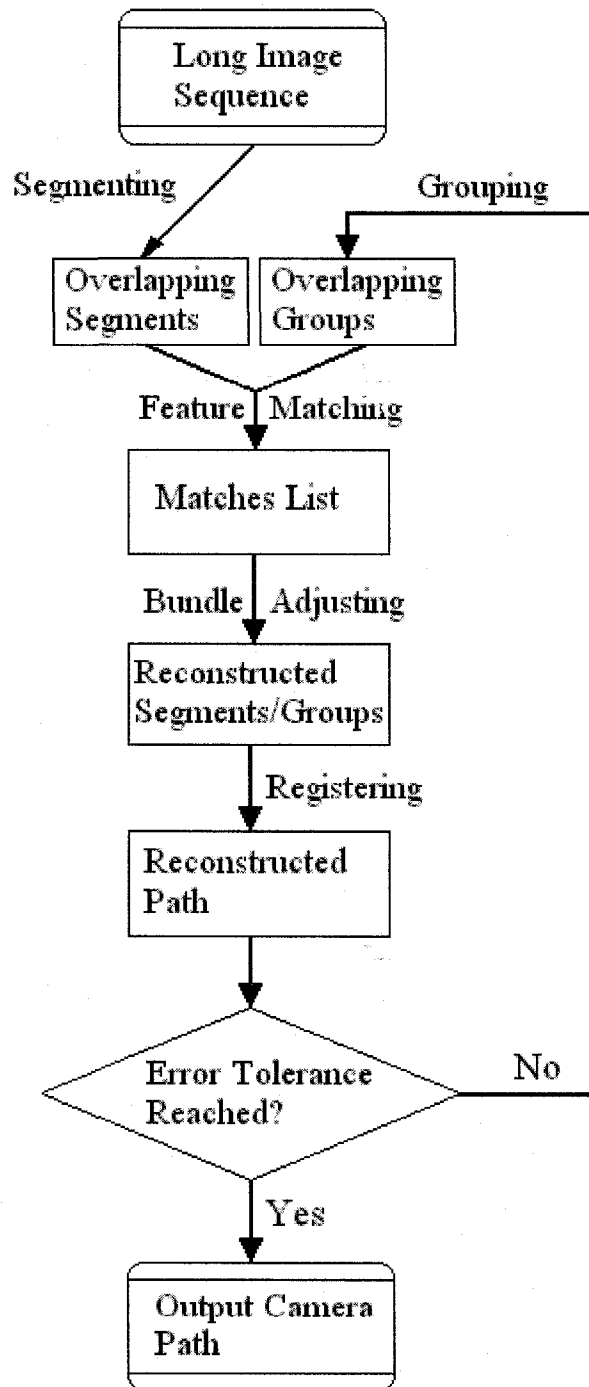 Long Image
Sequence
Segmenting
Grouping
Overlapping
Segments
Overlapping
Groups
Feature Matching
Matches List
Bundle Adjusting
Reconstructed
Segments/Groups
Registering
Reconstructed
Path
Error Tolerance
Reached?
No
Yes
Output Camera
Path